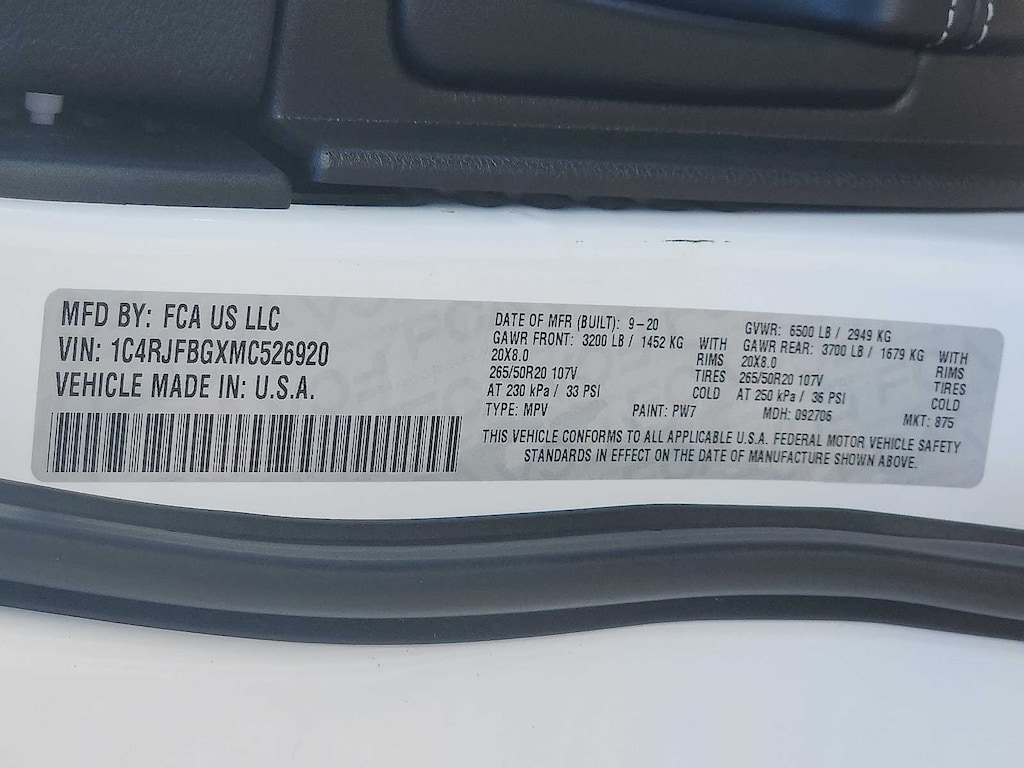 MFD BY: FCA US LLC
VIN: 1C4RJFBGXMC526920
VEHICLE MADE IN: U.S.A.
DATE OF MFR (BUILT): 9-20
GAWR FRONT: 3200 LB / 1452 KG WITH
20X8.0 RIMS
265/50R20 107V TIRES
AT 230 kPa / 33 PSI COLD
TYPE: MPV PAINT: PW7
GVWR: 6500 LB / 2949 KG
GAWR REAR: 3700 LB / 1679 KG WITH
20X8.0 RIMS
265/50R20 107V TIRES
AT 250 kPa / 36 PSI COLD
MDH: 092706 MKT: 875
THIS VEHICLE CONFORMS TO ALL APPLICABLE U.S.A. FEDERAL MOTOR VEHICLE SAFETY
STANDARDS IN EFFECT ON THE DATE OF MANUFACTURE SHOWN ABOVE.